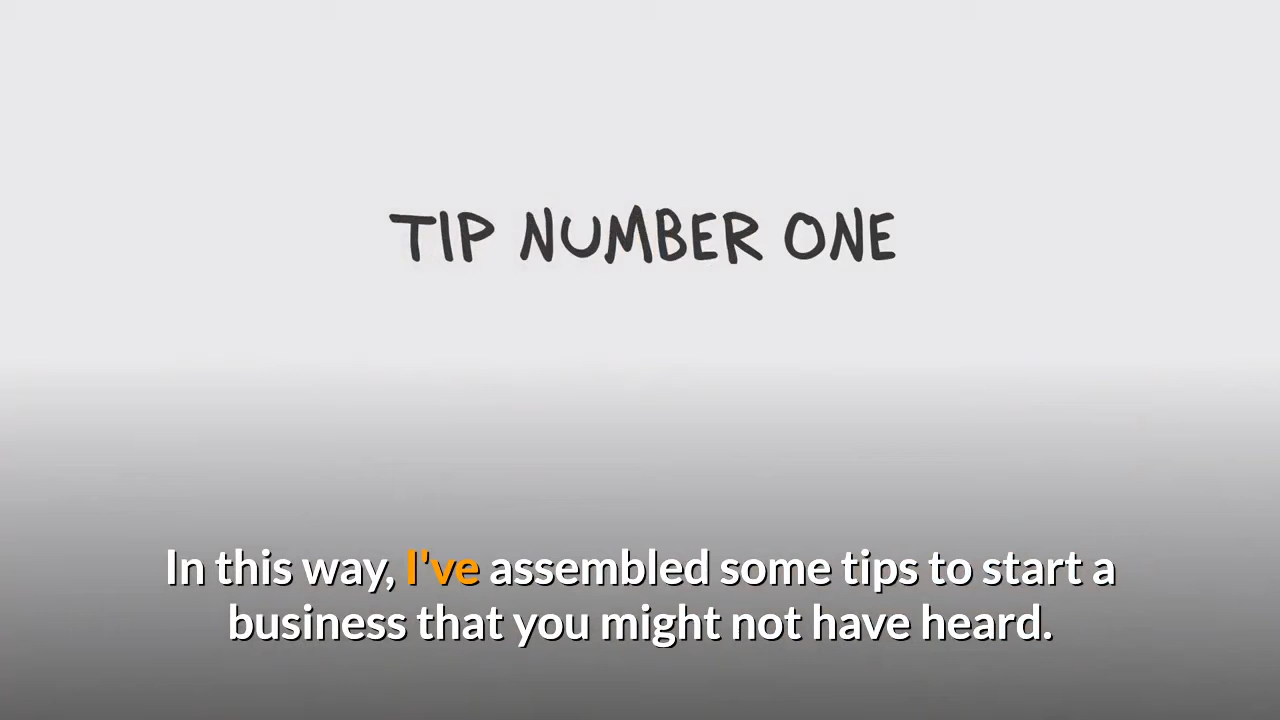 TIP NUMBER ONE
In this way, I've assembled some tips to start a
business that you might not have heard.